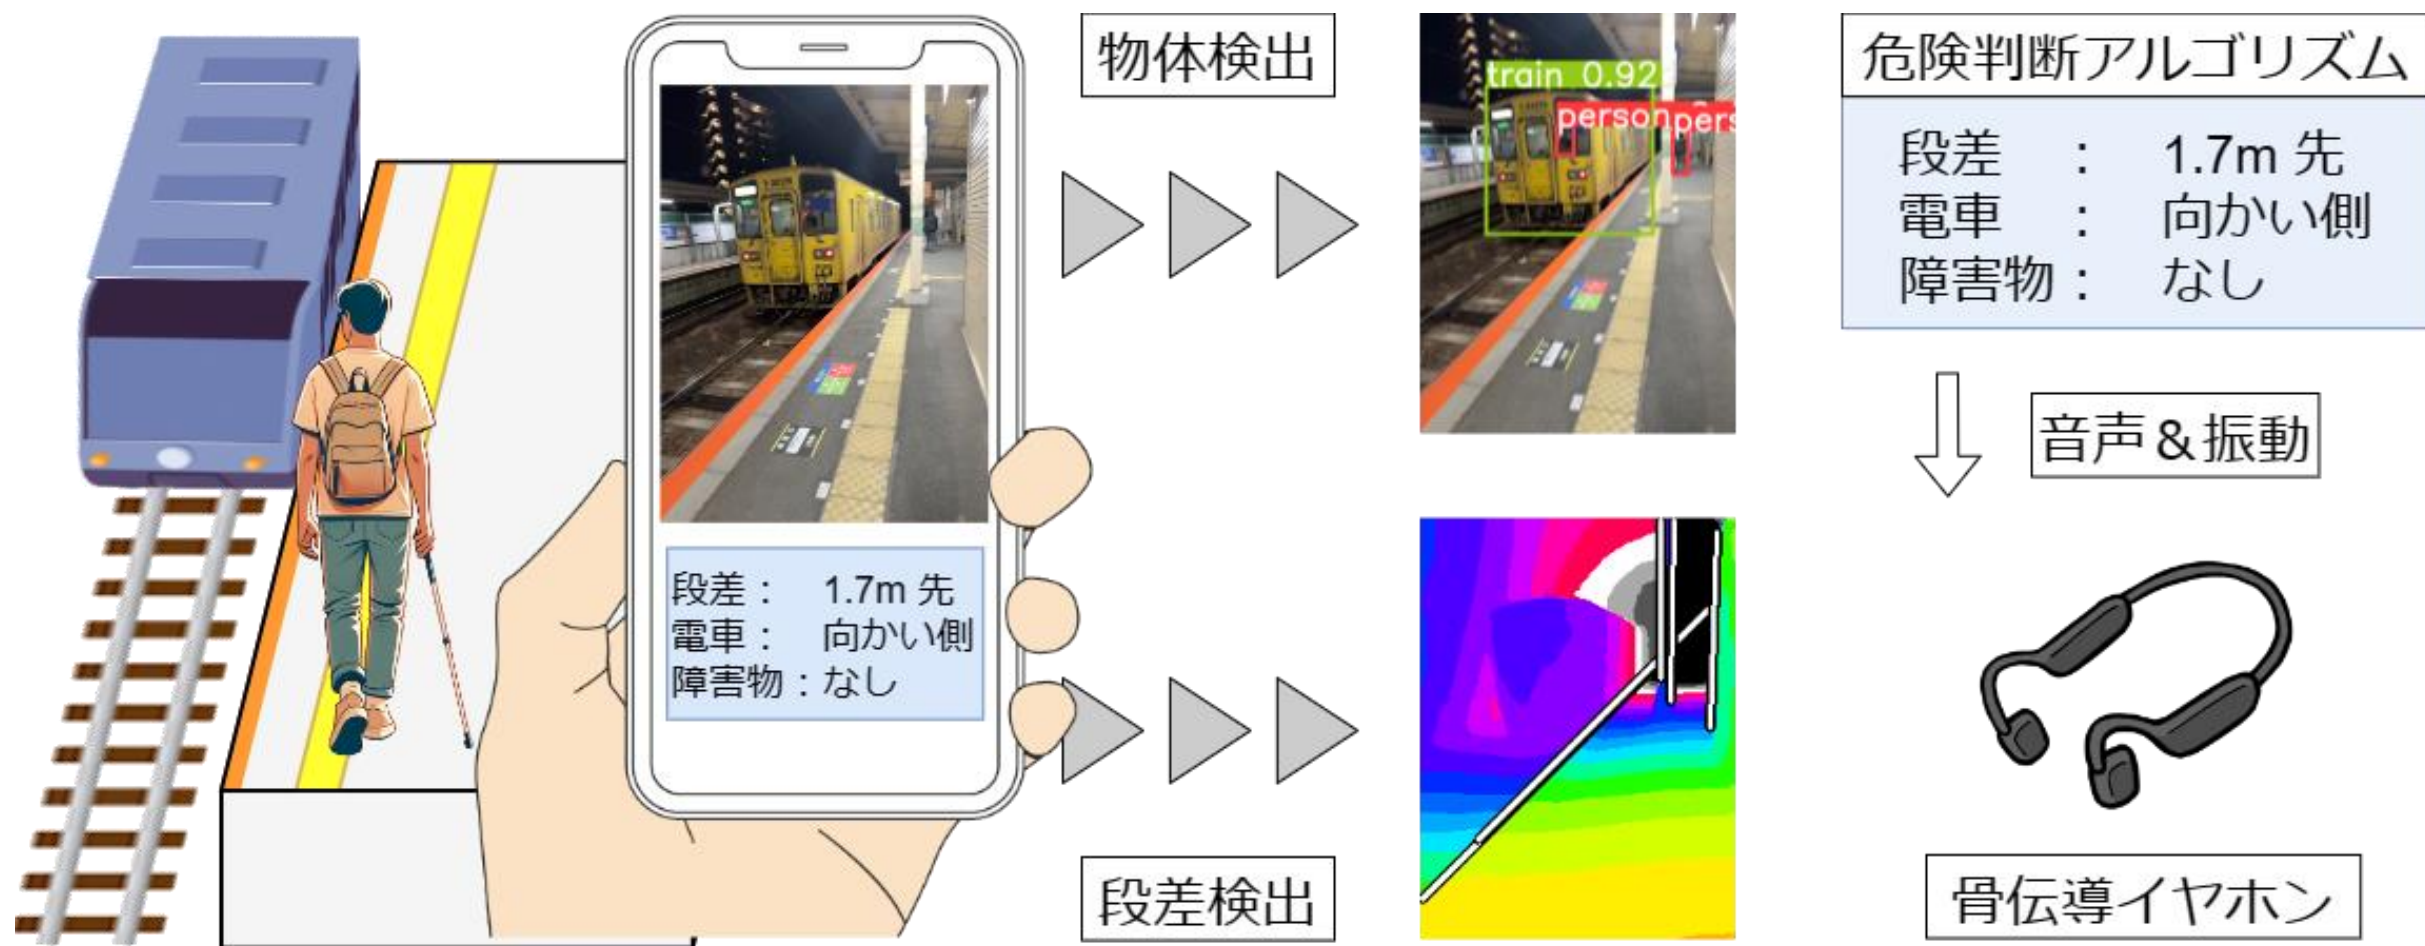 段差： 1.7m 先
電車： 向かい側
障害物：なし
物体検出
段差検出
train 0.92
person
pers
危険判断アルゴリズム
段差 ： 1.7m 先
電車 ： 向かい側
障害物： なし
音声＆振動
骨伝導イヤホン